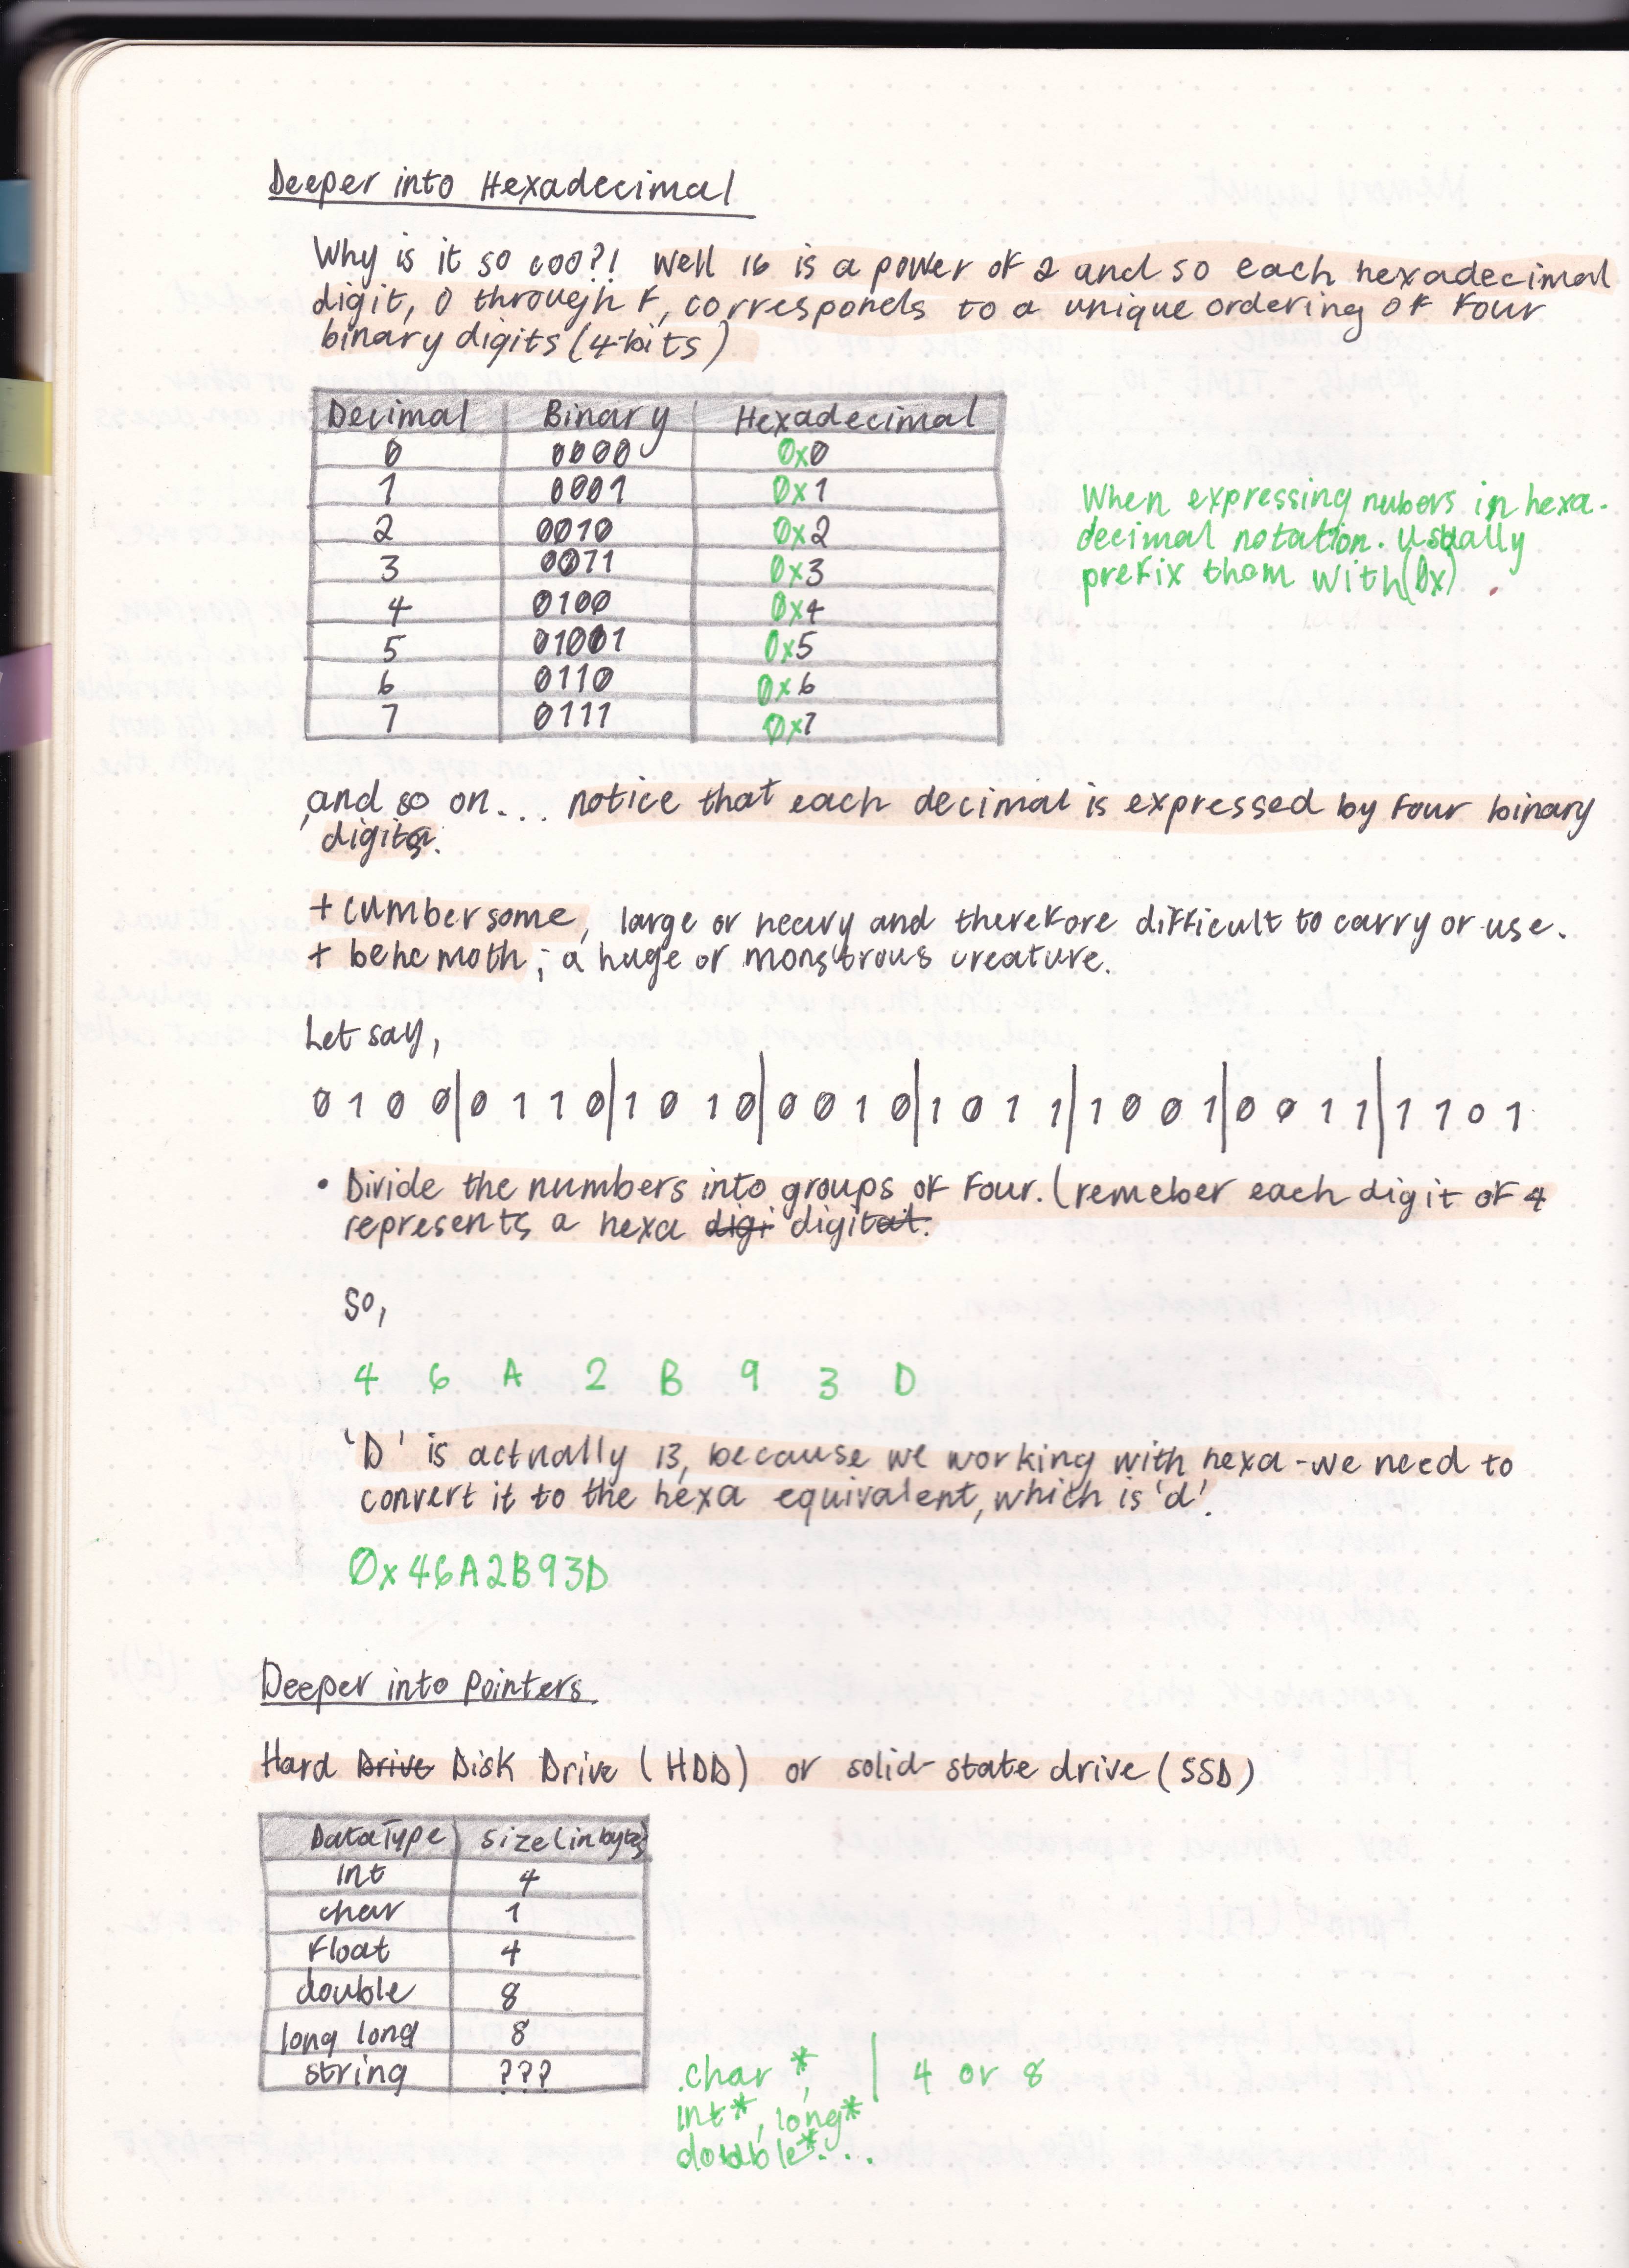 Deeper into Hexadecimal
Why is it so coo?! Well 16 is a power of 2 and so each hexadecimal
digit, 0 through F, corresponds to a unique ordering of four
binary digits (4-bits)
Decimal Binary Hexadecimal
0 0000 0x0
1 0001 0x1
2 0010 0x2
3 0011 0x3
4 0100 0x4
5 01001 0x5
6 0110 0x6
7 0111 0x7
When expressing nubers in hexa-
decimal notation. Usually
prefix them with (0x)
,and so on... notice that each decimal is expressed by four binary
digits.
+ cumbersome, large or heavy and therefore difficult to carry or use.
+ behemoth; a huge or monstrous creature.
Let say,
0 1 0 0|0 1 1 0|1 0 1 0|0 0 1 0|1 0 1 1|1 0 0 1|0 0 1 1|1 1 0 1
• Divide the numbers into groups of four. (remeber each digit of 4
represents a hexa digi digital.
So,
4 6 A 2 B 9 3 D
'D' is actually 13, because we working with hexa - we need to
convert it to the hexa equivalent, which is 'd'.
0x46A2B93D
Deeper into pointers
Hard Drive Disk Drive (HDD) or solid-state drive (SSD)
DataType size (in bytes)
int 4
char 1
float 4
double 8
long long 8
string ???
char *, | 4 or 8
int*, long*
double*...